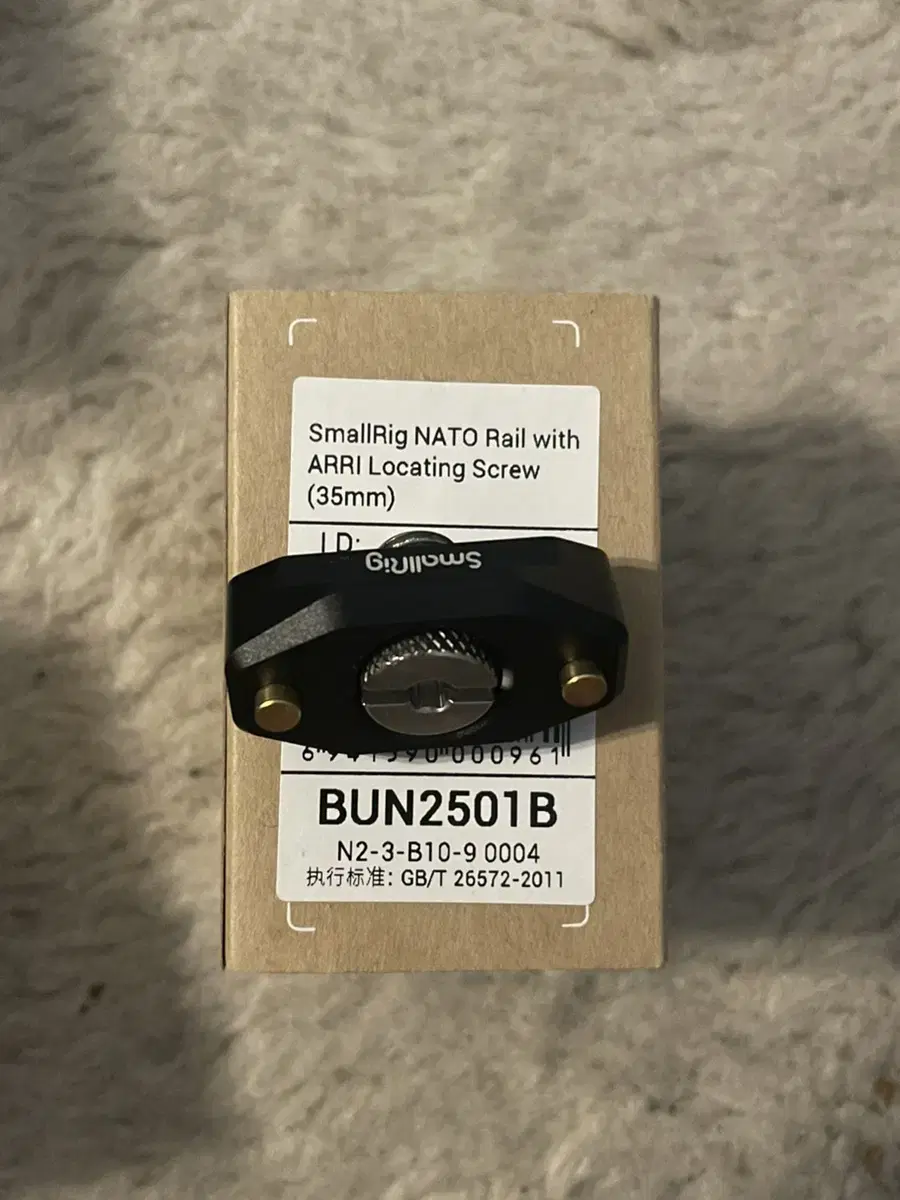 SmallRig NATO Rail with
ARRI Locating Screw
(35mm)
I.D:
SmallRig
BUN2501B
N2-3-B10-9 0004
执行标准: GB/T 26572-2011